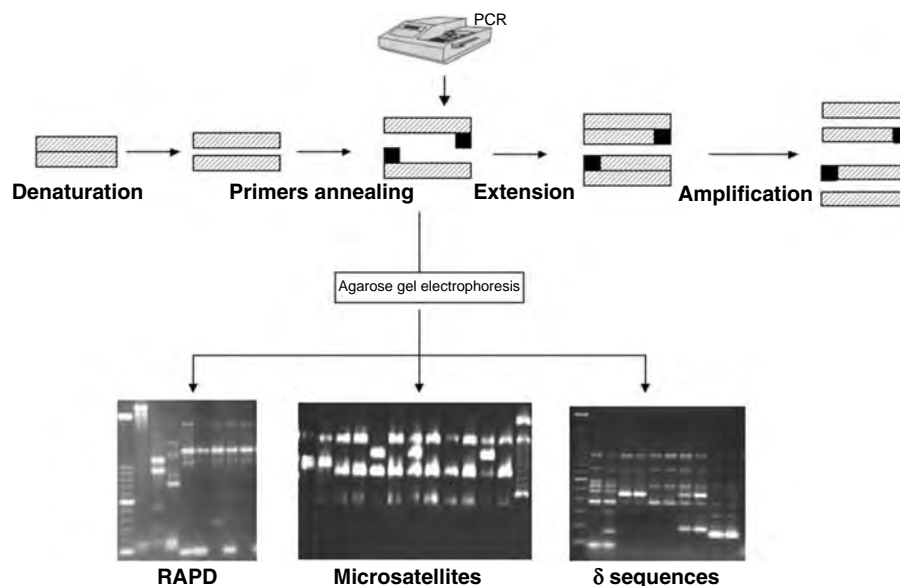 PCR
Denaturation
Primers annealing
Extension
Amplification
Agarose gel electrophoresis
RAPD
Microsatellites
δ sequences